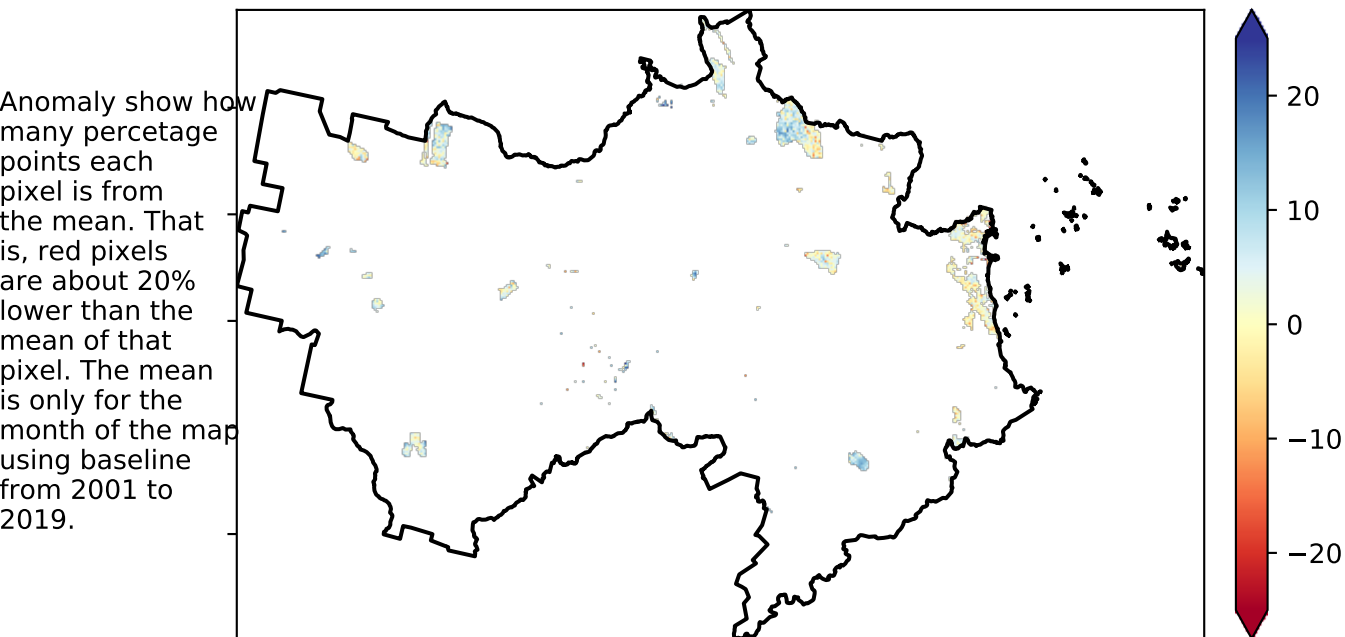 Anomaly show how
many percetage
points each
pixel is from
the mean. That
is, red pixels
are about 20%
lower than the
mean of that
pixel. The mean
is only for the
month of the map
using baseline
from 2001 to
2019.
20
10
0
−10
−20